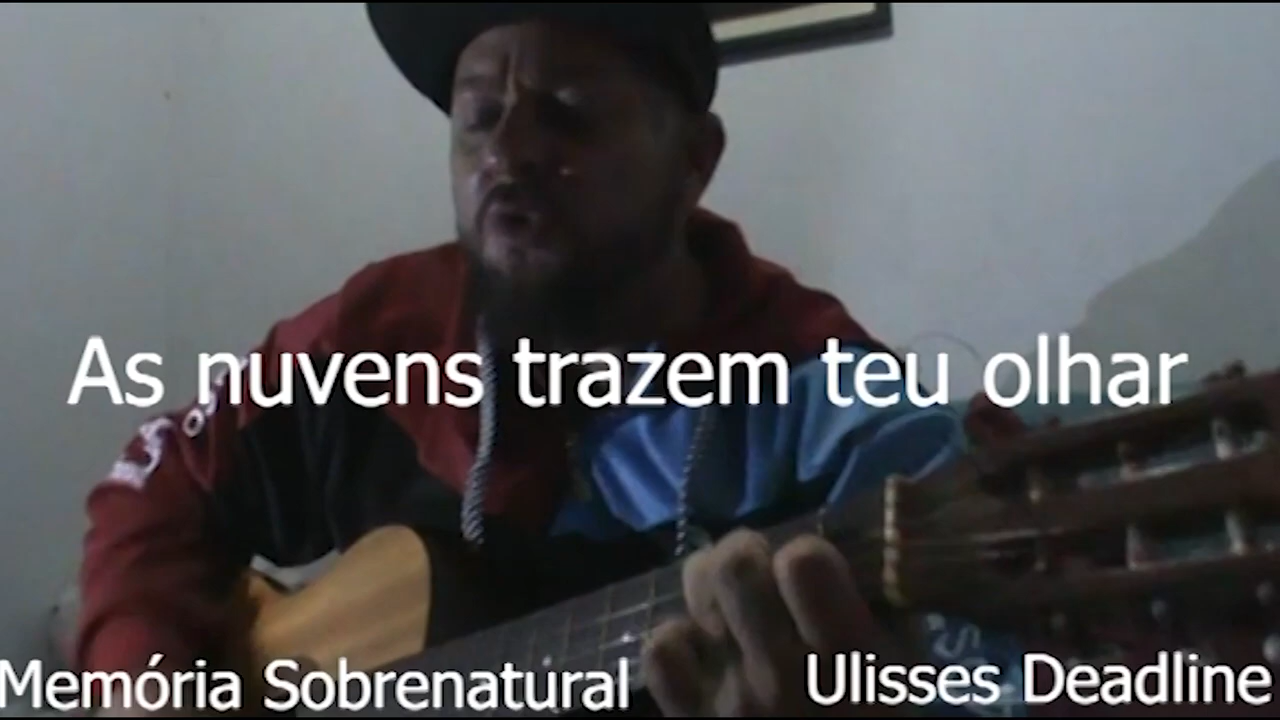 As nuvens trazem teu olhar
Memória Sobrenatural
Ulisses Deadline